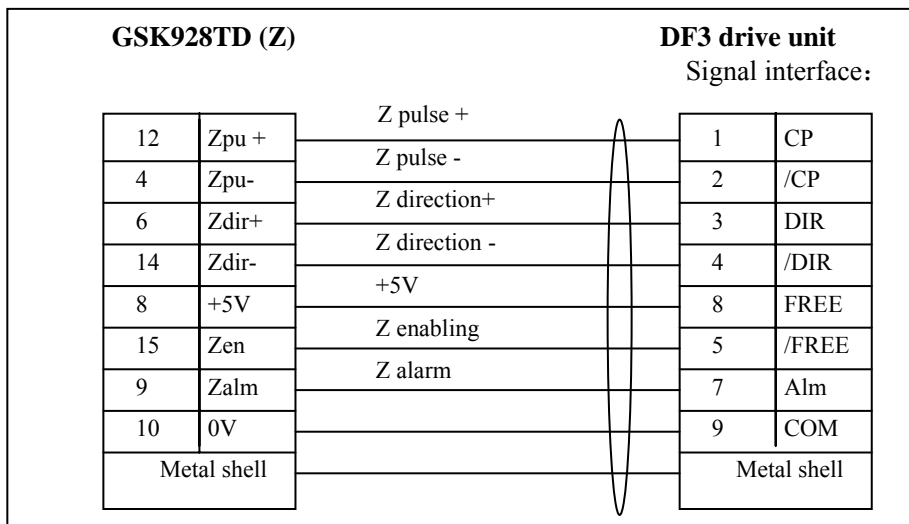 GSK928TD (Z) DF3 drive unit
Signal interface：
Z pulse +
12 Zpu + 1 CP
Z pulse -
4 Zpu- 2 /CP
Z direction+
6 Zdir+ 3 DIR
Z direction -
14 Zdir- 4 /DIR
+5V
8 +5V 8 FREE
Z enabling
15 Zen 5 /FREE
Z alarm
9 Zalm 7 Alm
10 0V 9 COM
Metal shell Metal shell